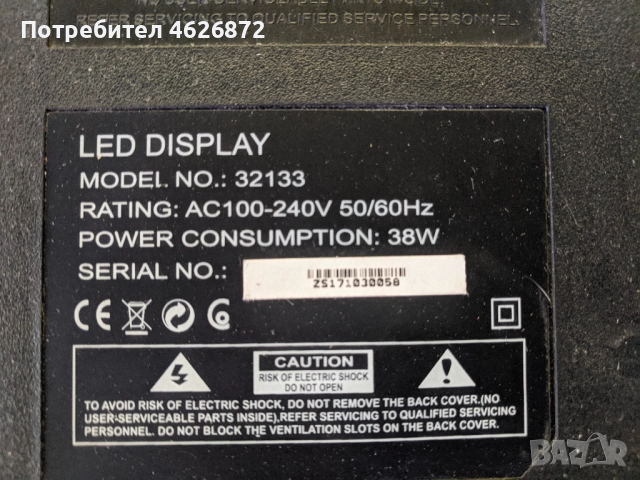 Потребител 4626872
REFER SERVICING TO QUALIFIED SERVICE PERSONNEL.
LED DISPLAY
MODEL NO.: 32133
RATING: AC100-240V 50/60Hz
POWER CONSUMPTION: 38W
SERIAL NO.:
ZS171030058
CE
CAUTION
RISK OF ELECTRIC SHOCK
DO NOT OPEN
TO AVOID RISK OF ELECTRIC SHOCK, DO NOT REMOVE THE BACK COVER.(NO
USER-SERVICEABLE PARTS INSIDE).REFER SERVICING TO QUALIFIED SERVICING
PERSONNEL. DO NOT BLOCK THE VENTILATION SLOTS ON THE BACK COVER.
BAZAR